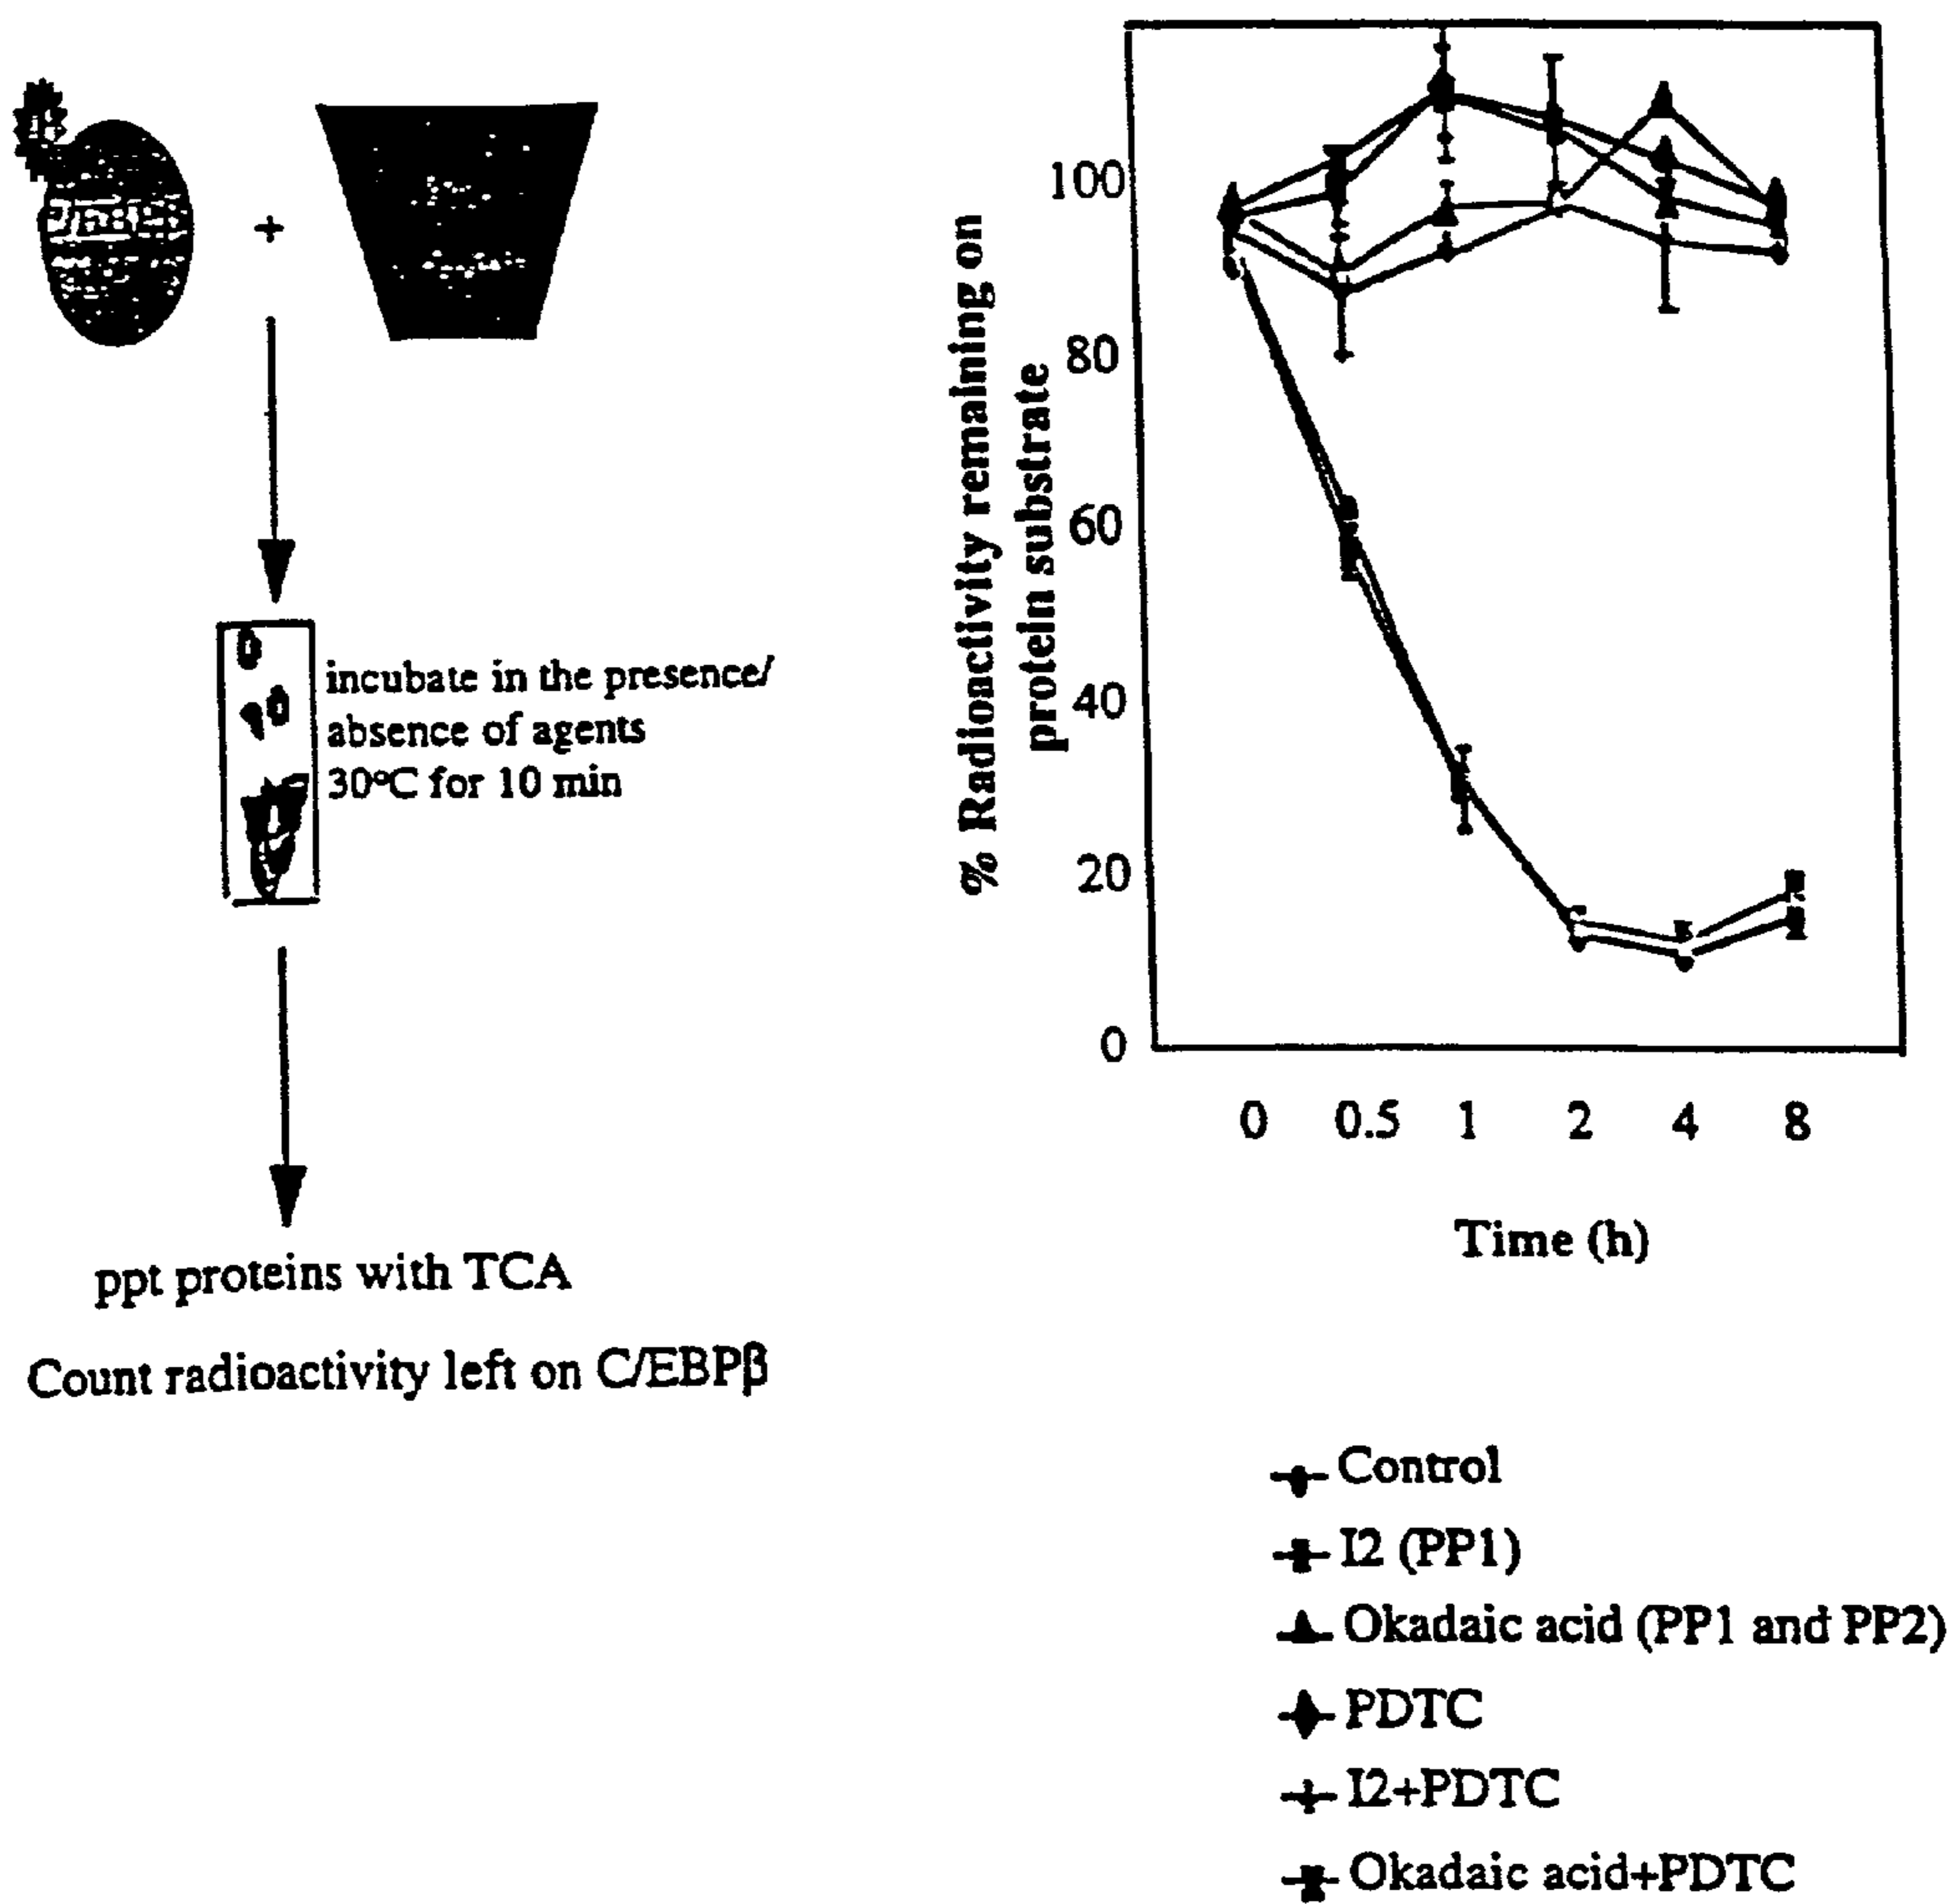 +
incubate in the presence/
absence of agents
30°C for 10 min
ppt proteins with TCA
Count radioactivity left on C/EBPβ
% Radioactivity remaining on
protein substrate
100
80
60
40
20
0
0 0.5 1 2 4 8
Time (h)
Control
I2 (PP1)
Okadaic acid (PP1 and PP2)
PDTC
I2+PDTC
Okadaic acid+PDTC